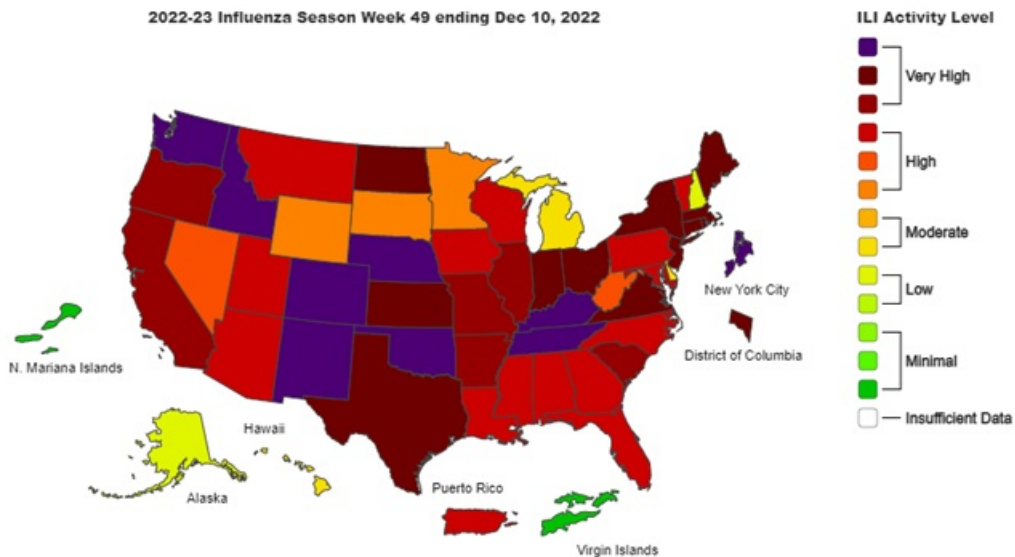 2022-23 Influenza Season Week 49 ending Dec 10, 2022
ILI Activity Level
Very High
High
Moderate
Low
Minimal
Insufficient Data
New York City
District of Columbia
N. Mariana Islands
Hawaii
Alaska
Puerto Rico
Virgin Islands